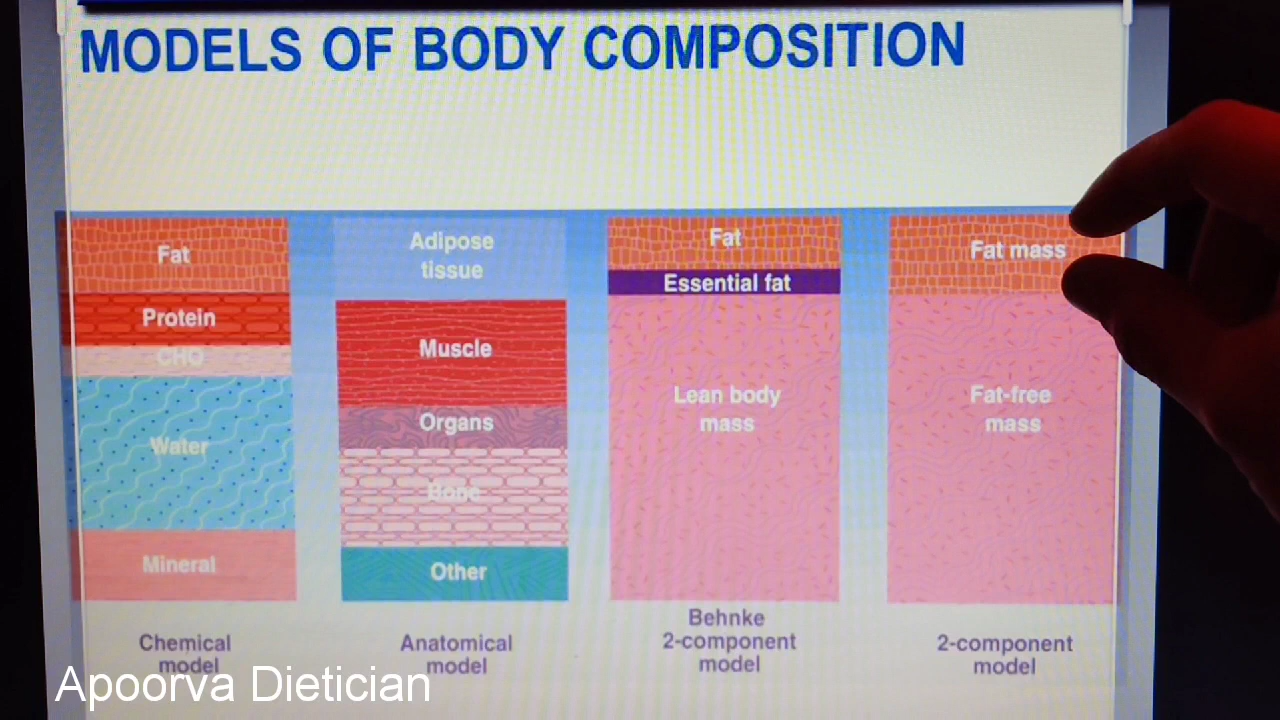 MODELS OF BODY COMPOSITION
Fat
Protein
CHO
Water
Mineral
Chemical
model
Adipose
tissue
Muscle
Organs
Bone
Other
Anatomical
model
Fat
Essential fat
Lean body
mass
Behnke
2-component
model
Fat mass
Fat-free
mass
2-component
model
Apoorva Dietician